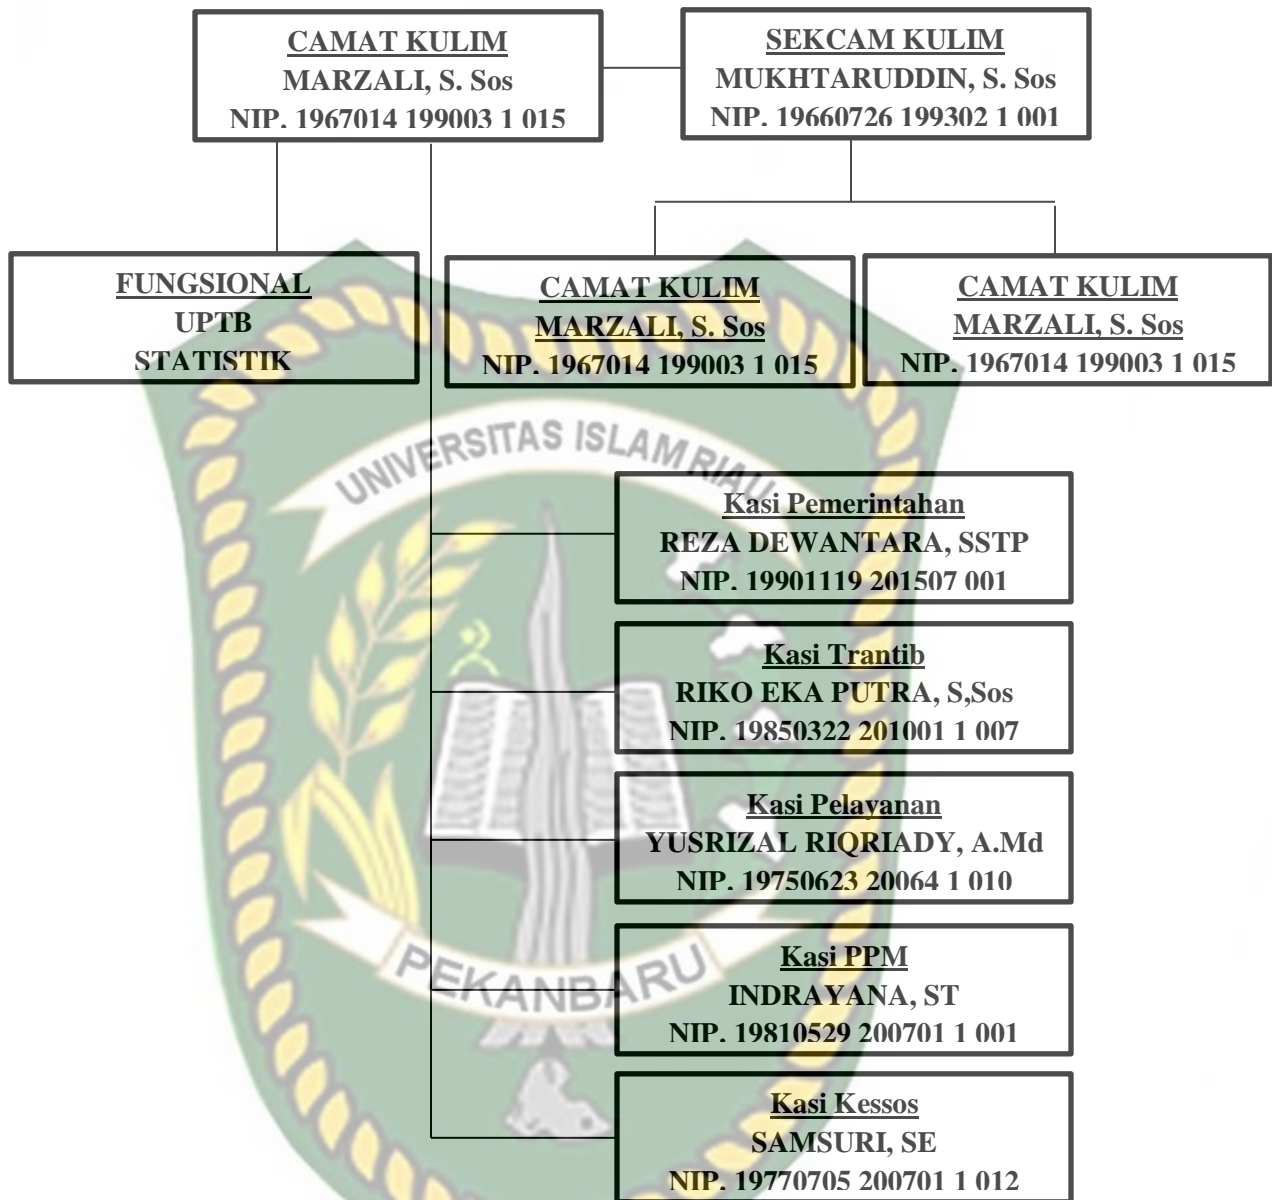 CAMAT KULIM
MARZALI, S. Sos
NIP. 1967014 199003 1 015
SEKCAM KULIM
MUKHTARUDDIN, S. Sos
NIP. 19660726 199302 1 001
FUNGSIONAL
UPTB
STATISTIK
CAMAT KULIM
MARZALI, S. Sos
NIP. 1967014 199003 1 015
CAMAT KULIM
MARZALI, S. Sos
NIP. 1967014 199003 1 015
UNIVERSITAS ISLAM RIAU
Kasi Pemerintahan
REZA DEWANTARA, SSTP
NIP. 19901119 201507 001
Kasi Trantib
RIKO EKA PUTRA, S,Sos
NIP. 19850322 201001 1 007
Kasi Pelayanan
YUSRIZAL RIQRIADY, A.Md
NIP. 19750623 20064 1 010
PEKANBARU
Kasi PPM
INDRAYANA, ST
NIP. 19810529 200701 1 001
Kasi Kessos
SAMSURI, SE
NIP. 19770705 200701 1 012